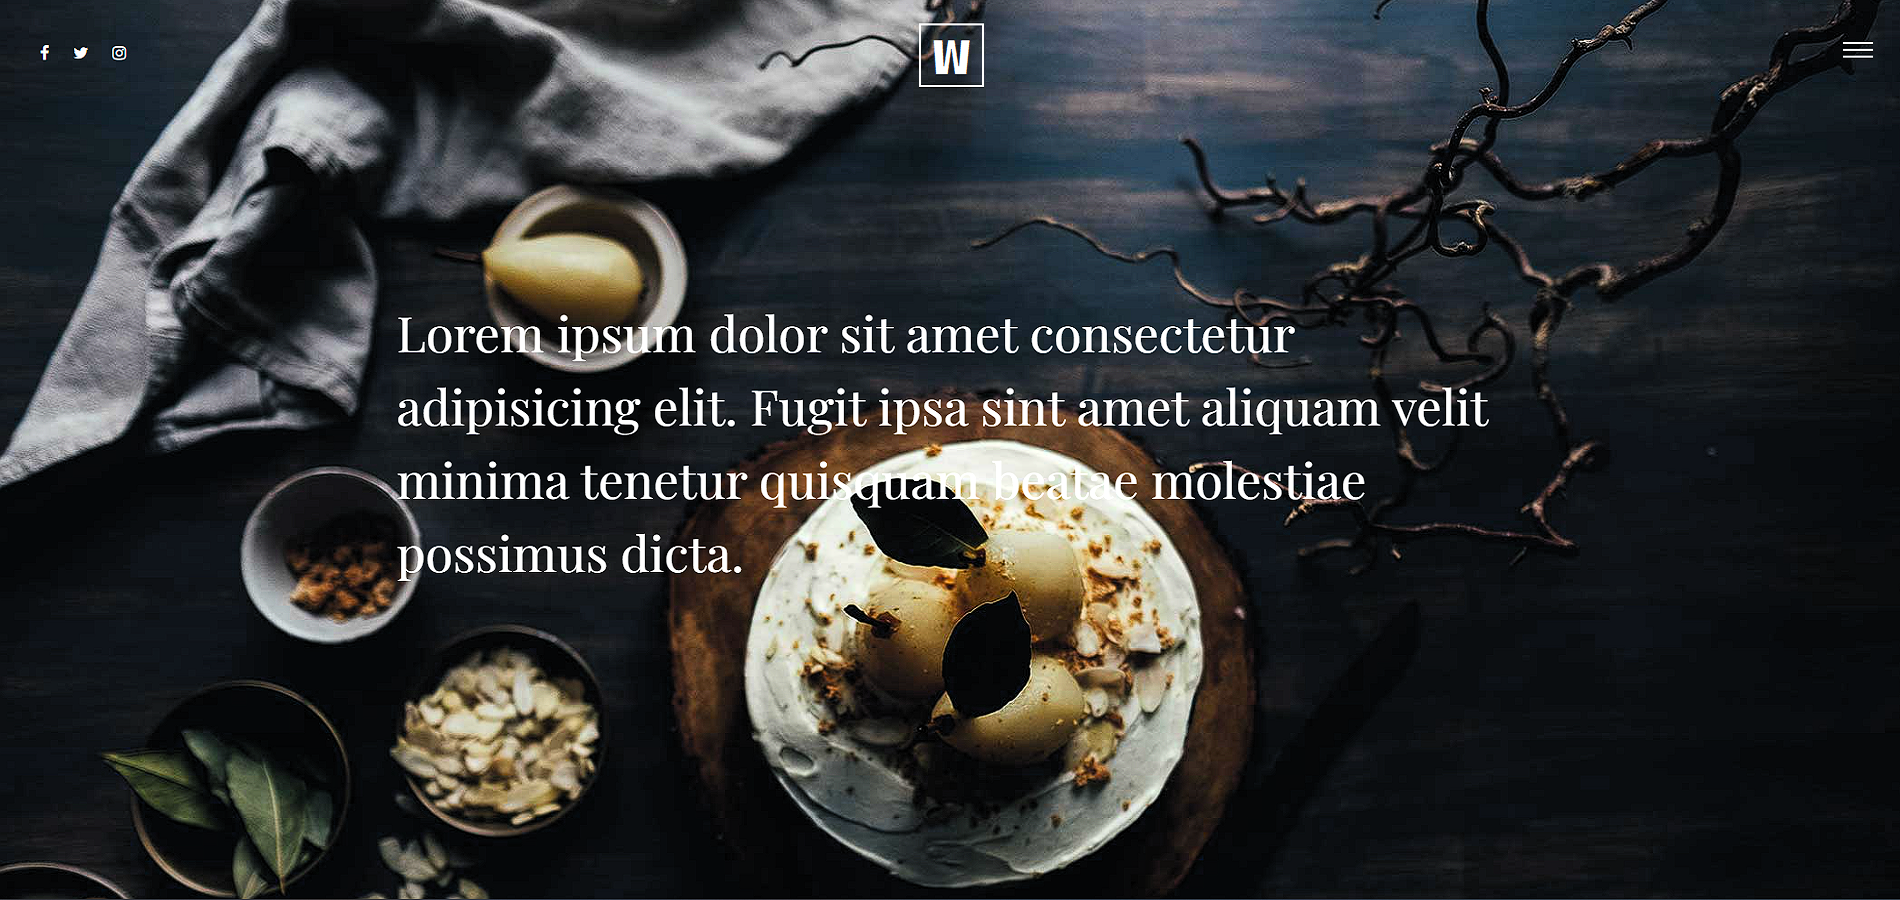 W
Lorem ipsum dolor sit amet consectetur
adipisicing elit. Fugit ipsa sint amet aliquam velit
minima tenetur quisquam beatae molestiae
possimus dicta.